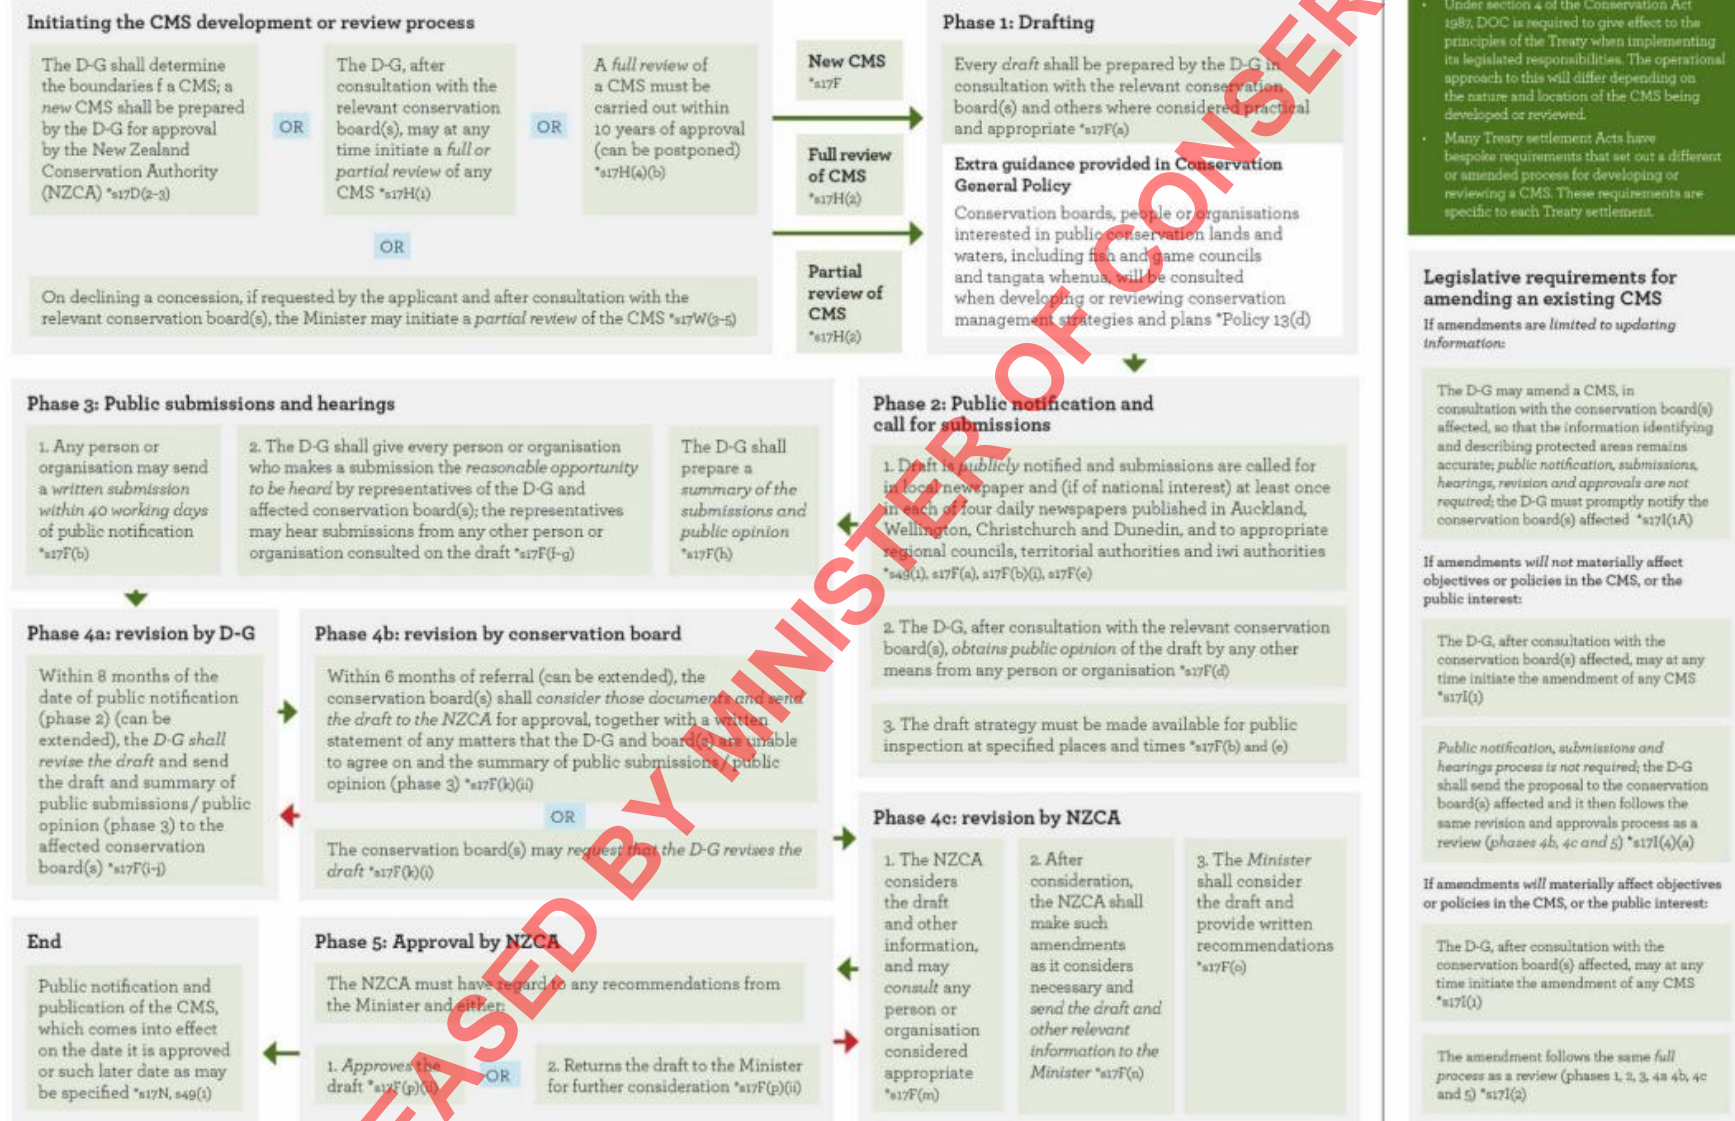 Initiating the CMS development or review process
The D-G shall determine
the boundaries f a CMS; a
new CMS shall be prepared
by the D-G for approval
by the New Zealand
Conservation Authority
(NZCA) *s17D(2-3)
OR
The D-G, after
consultation with the
relevant conservation
board(s), may at any
time initiate a full or
partial review of any
CMS *s17H(1)
OR
A full review of
a CMS must be
carried out within
10 years of approval
(can be postponed)
*s17H(4)(b)
OR
On declining a concession, if requested by the applicant and after consultation with the
relevant conservation board(s), the Minister may initiate a partial review of the CMS *s17W(3-5)
New CMS
*s17F
Full review
of CMS
*s17H(2)
Partial
review of
CMS
*s17H(2)
Phase 1: Drafting
Every draft shall be prepared by the D-G in
consultation with the relevant conservation
board(s) and others where considered practical
and appropriate *s17F(a)
Extra guidance provided in Conservation
General Policy
Conservation boards, people or organisations
interested in public conservation lands and
waters, including fish and game councils
and tangata whenua, will be consulted
when developing or reviewing conservation
management strategies and plans *Policy 13(d)
Phase 2: Public notification and
call for submissions
1. Draft is publicly notified and submissions are called for
in local newspaper and (if of national interest) at least once
in each of four daily newspapers published in Auckland,
Wellington, Christchurch and Dunedin, and to appropriate
regional councils, territorial authorities and iwi authorities
*s49(1), s17F(a), s17F(b)(i), s17F(e)
2. The D-G, after consultation with the relevant conservation
board(s), obtains public opinion of the draft by any other
means from any person or organisation *s17F(d)
3. The draft strategy must be made available for public
inspection at specified places and times *s17F(b) and (e)
Phase 3: Public submissions and hearings
1. Any person or
organisation may send
a written submission
within 40 working days
of public notification
*s17F(b)
2. The D-G shall give every person or organisation
who makes a submission the reasonable opportunity
to be heard by representatives of the D-G and
affected conservation board(s); the representatives
may hear submissions from any other person or
organisation consulted on the draft *s17F(f-g)
The D-G shall
prepare a
summary of the
submissions and
public opinion
*s17F(h)
Phase 4a: revision by D-G
Within 8 months of the
date of public notification
(phase 2) (can be
extended), the D-G shall
revise the draft and send
the draft and summary of
public submissions/public
opinion (phase 3) to the
affected conservation
board(s) *s17F(i-j)
Phase 4b: revision by conservation board
Within 6 months of referral (can be extended), the
conservation board(s) shall consider those documents and send
the draft to the NZCA for approval, together with a written
statement of any matters that the D-G and board(s) are unable
to agree on and the summary of public submissions/public
opinion (phase 3) *s17F(k)(ii)
OR
The conservation board(s) may request that the D-G revises the
draft *s17F(k)(i)
Phase 4c: revision by NZCA
1. The NZCA
considers
the draft
and other
information,
and may
consult any
person or
organisation
considered
appropriate
*s17F(m)
2. After
consideration,
the NZCA shall
make such
amendments
as it considers
necessary and
send the draft and
other relevant
information to the
Minister *s17F(n)
3. The Minister
shall consider
the draft and
provide written
recommendations
*s17F(o)
Phase 5: Approval by NZCA
The NZCA must have regard to any recommendations from
the Minister and either:
1. Approves the
draft *s17F(p)(ii)
OR
2. Returns the draft to the Minister
for further consideration *s17F(p)(ii)
End
Public notification and
publication of the CMS,
which comes into effect
on the date it is approved
or such later date as may
be specified *s17N, s49(1)
• Under section 4 of the Conservation Act
1987, DOC is required to give effect to the
principles of the Treaty when implementing
its legislated responsibilities. The operational
approach to this will differ depending on
the nature and location of the CMS being
developed or reviewed.
• Many Treaty settlement Acts have
bespoke requirements that set out a different
or amended process for developing or
reviewing a CMS. These requirements are
specific to each Treaty settlement.
Legislative requirements for
amending an existing CMS
If amendments are limited to updating
information:
The D-G may amend a CMS, in
consultation with the conservation board(s)
affected, so that the information identifying
and describing protected areas remains
accurate; public notification, submissions,
hearings, revision and approvals are not
required; the D-G must promptly notify the
conservation board(s) affected *s17I(1A)
If amendments will not materially affect
objectives or policies in the CMS, or the
public interest:
The D-G, after consultation with the
conservation board(s) affected, may at any
time initiate the amendment of any CMS
*s17I(1)
Public notification, submissions and
hearings process is not required; the D-G
shall send the proposal to the conservation
board(s) affected and it then follows the
same revision and approvals process as a
review (phases 4b, 4c and 5) *s17I(4)(a)
If amendments will materially affect objectives
or policies in the CMS, or the public interest:
The D-G, after consultation with the
conservation board(s) affected, may at any
time initiate the amendment of any CMS
*s17I(1)
The amendment follows the same full
process as a review (phases 1, 2, 3, 4a 4b, 4c
and 5) *s17I(2)
EASED BY MINISTER OF CONSER